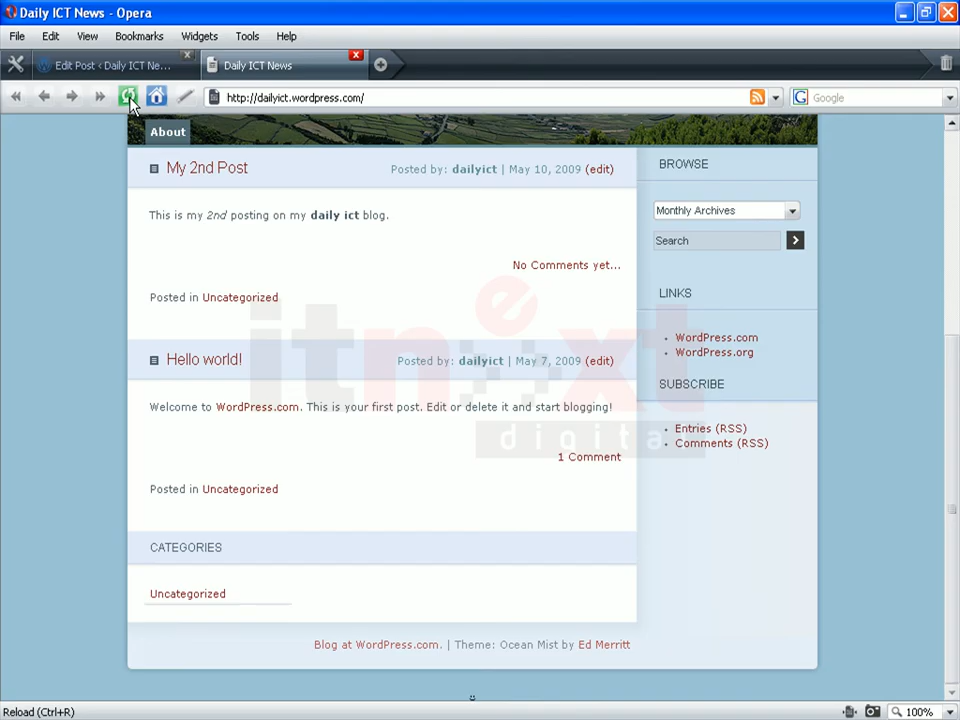 Daily ICT News - Opera
File Edit View Bookmarks Widgets Tools Help
Edit Post ‹ Daily ICT Ne... Daily ICT News
http://dailyict.wordpress.com/ Google
About
My 2nd Post Posted by: dailyict | May 10, 2009 (edit)
This is my 2nd posting on my daily ict blog.
No Comments yet...
Posted in Uncategorized
Hello world! Posted by: dailyict | May 7, 2009 (edit)
Welcome to WordPress.com. This is your first post. Edit or delete it and start blogging!
1 Comment
Posted in Uncategorized
CATEGORIES
Uncategorized
BROWSE
Monthly Archives
Search
LINKS
WordPress.com
WordPress.org
SUBSCRIBE
Entries (RSS)
Comments (RSS)
itnext
digital
Blog at WordPress.com. | Theme: Ocean Mist by Ed Merritt
Reload (Ctrl+R) 100%